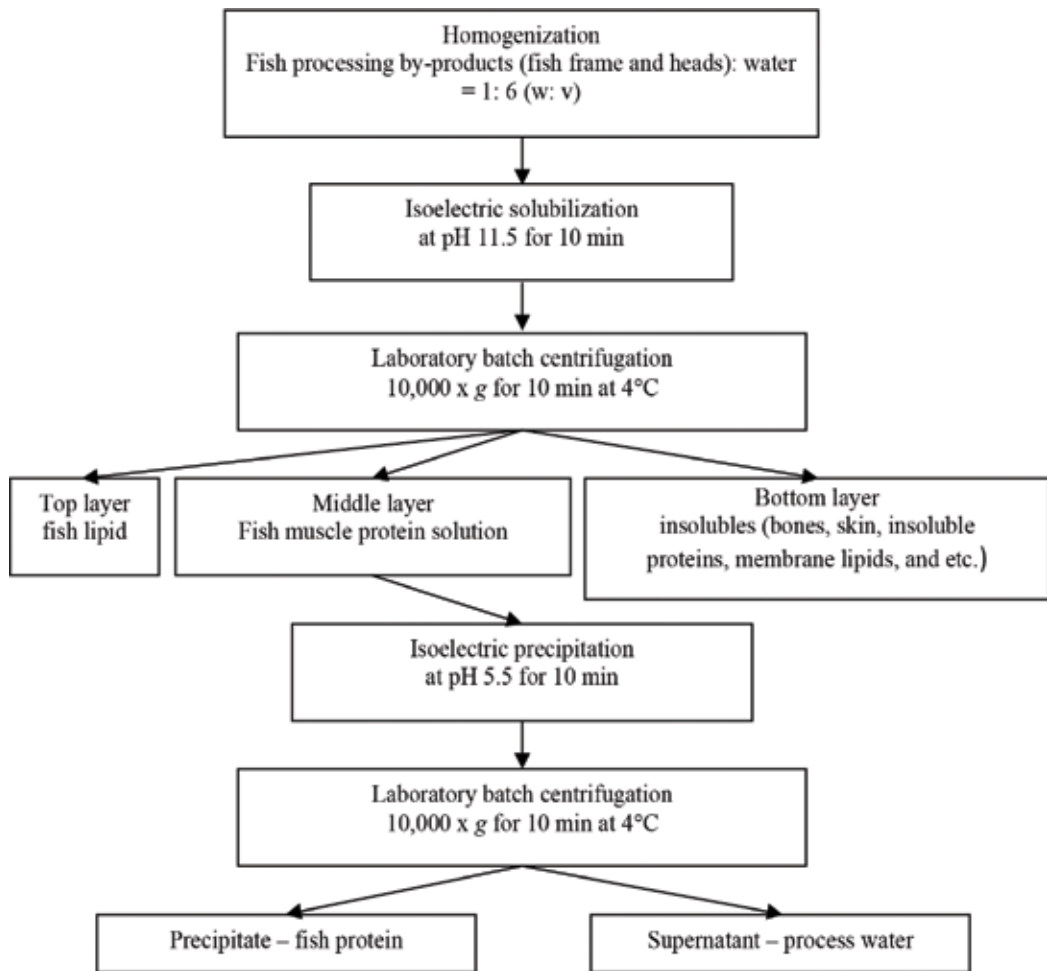 Homogenization
Fish processing by-products (fish frame and heads): water
= 1: 6 (w: v)
Isoelectric solubilization
at pH 11.5 for 10 min
Laboratory batch centrifugation
10,000 x g for 10 min at 4°C
Top layer
fish lipid
Middle layer
Fish muscle protein solution
Bottom layer
insolubles (bones, skin, insoluble
proteins, membrane lipids, and etc.)
Isoelectric precipitation
at pH 5.5 for 10 min
Laboratory batch centrifugation
10,000 x g for 10 min at 4°C
Precipitate – fish protein
Supernatant – process water